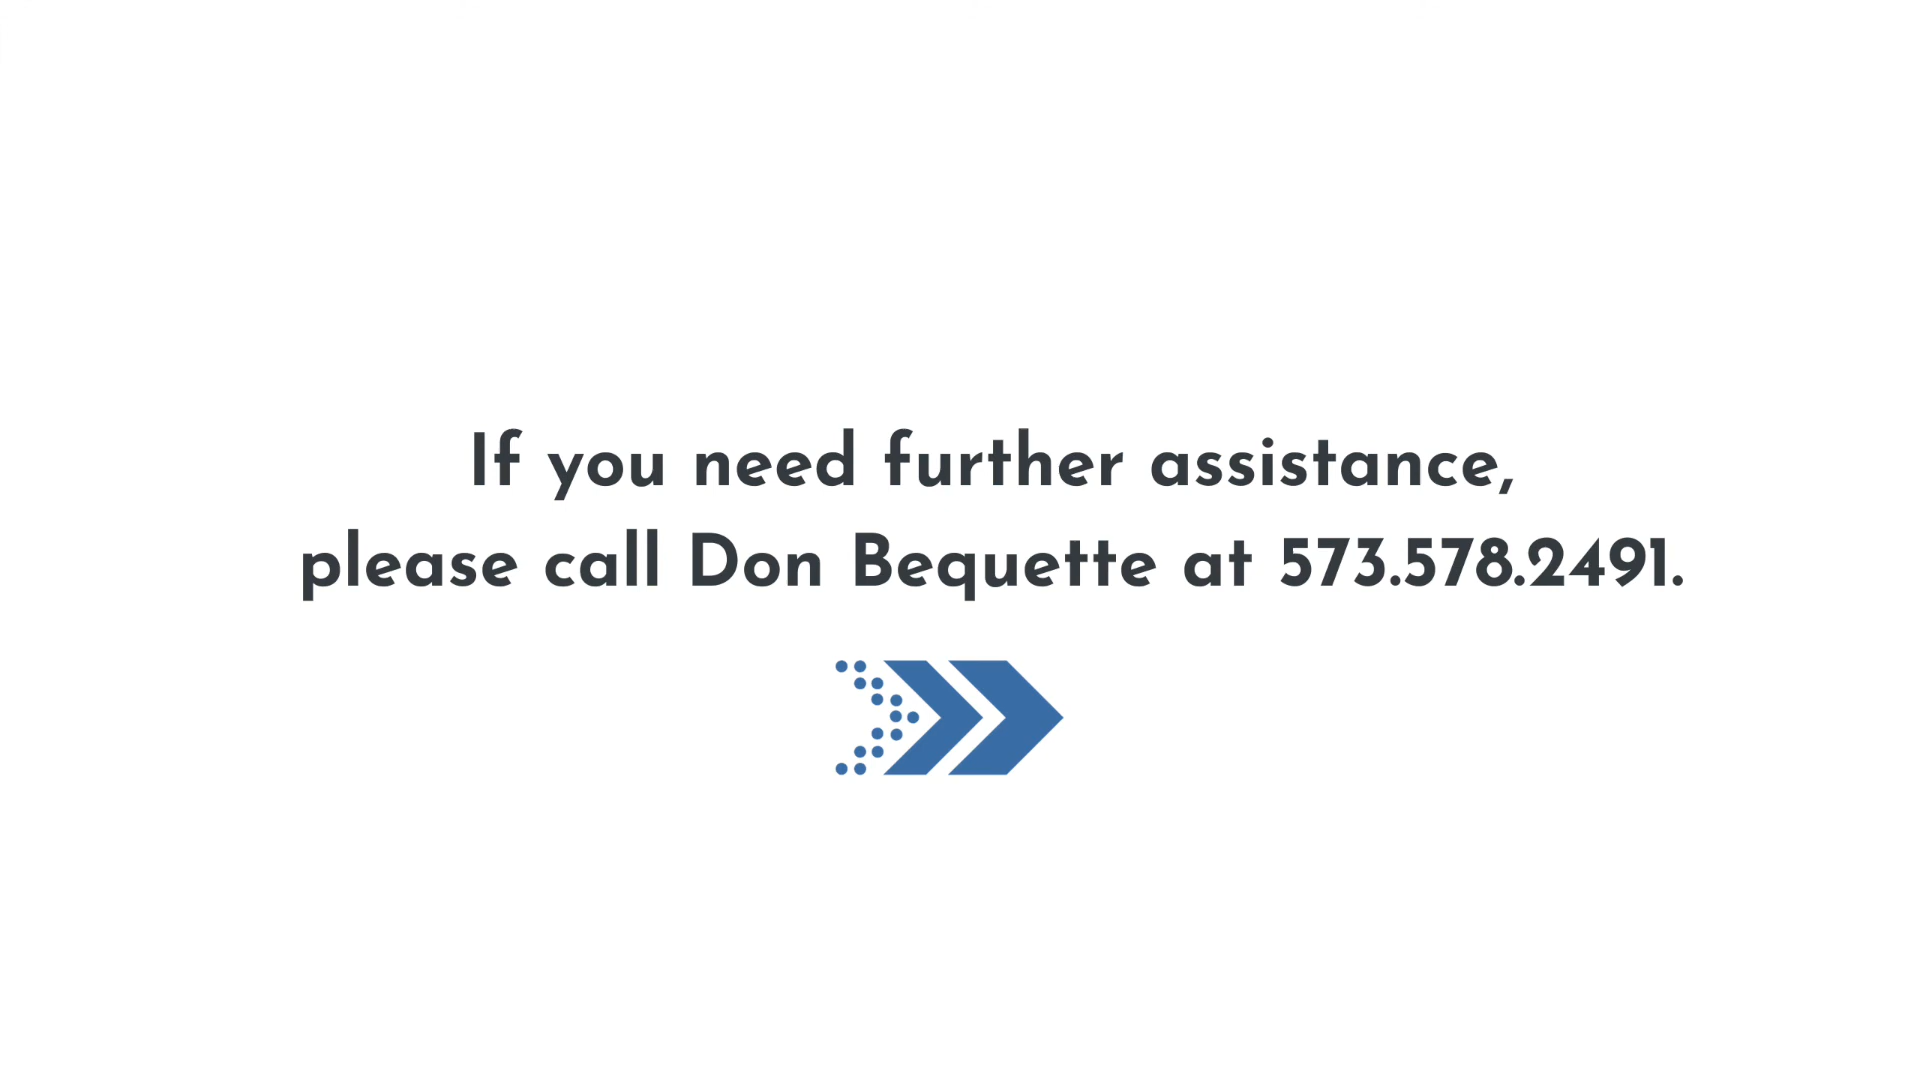 If you need further assistance,
please call Don Bequette at 573.578.2491.